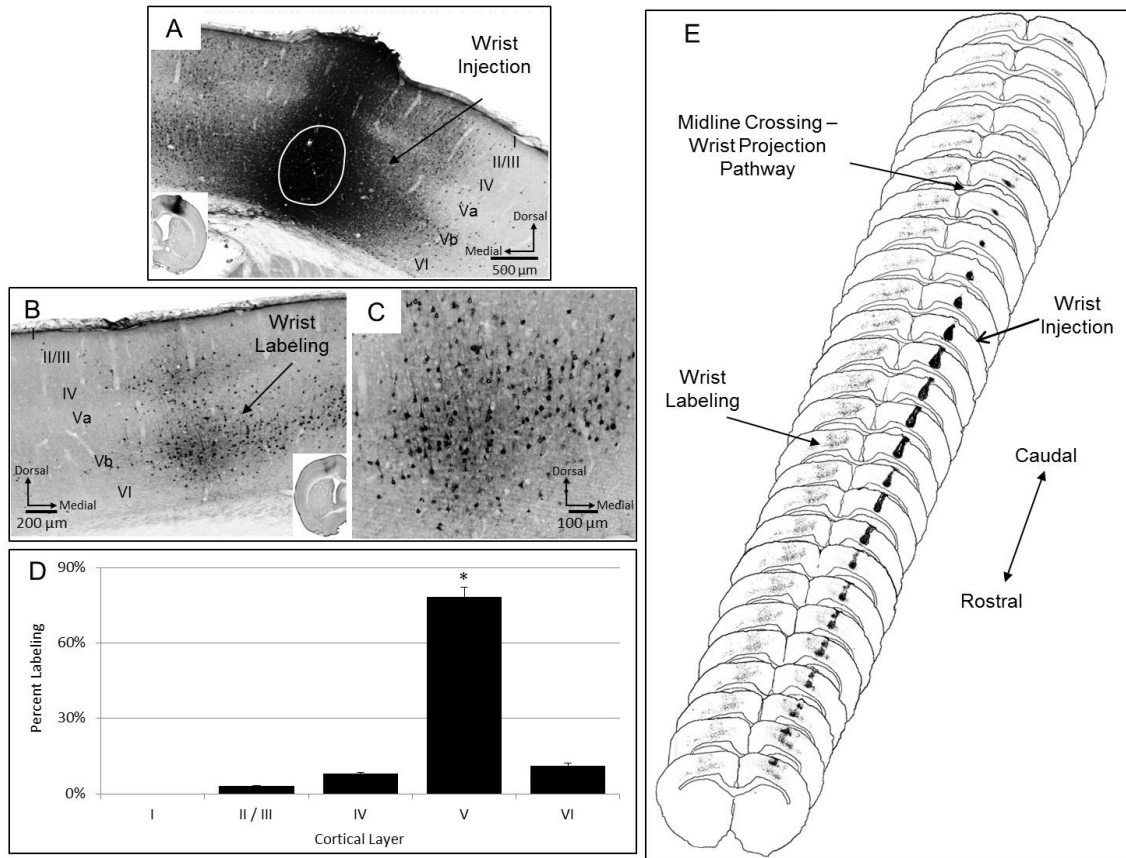 A
Wrist
Injection
I
II/III
IV
Va
Vb
VI
Dorsal
Medial
500 µm
B
Wrist
Labeling
I
II/III
IV
Va
Vb
VI
Dorsal
Medial
200 µm
C
Dorsal
Medial
100 µm
D
90%
60%
30%
0%
Percent Labeling
*
I
II / III
IV
V
VI
Cortical Layer
E
Midline Crossing –
Wrist Projection
Pathway
Wrist
Injection
Wrist
Labeling
Caudal
Rostral